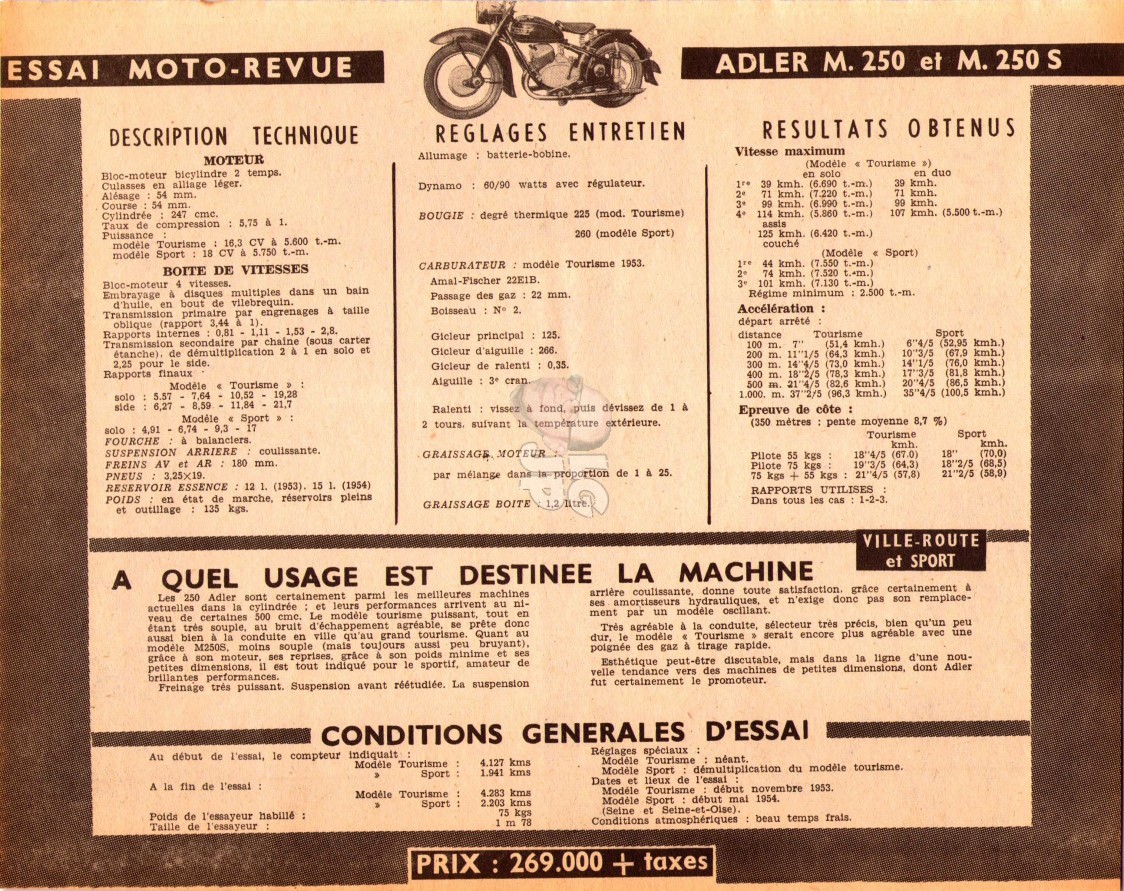 ESSAI MOTO-REVUE
ADLER M. 250 et M. 250 S
DESCRIPTION TECHNIQUE
MOTEUR
Bloc-moteur bicylindre 2 temps.
Culasses en alliage léger.
Alésage : 54 mm.
Course : 54 mm.
Cylindrée : 247 cmc.
Taux de compression : 5,75 à 1.
Puissance :
modèle Tourisme : 16,3 CV à 5.600 t.-m.
modèle Sport : 18 CV à 5.750 t.-m.
BOITE DE VITESSES
Bloc-moteur 4 vitesses.
Embrayage à disques multiples dans un bain
d'huile, en bout de vilebrequin.
Transmission primaire par engrenages à taille
oblique (rapport 3,44 à 1).
Rapports internes : 0,81 - 1,11 - 1,53 - 2,8.
Transmission secondaire par chaîne (sous carter
étanche), de démultiplication 2 à 1 en solo et
2,25 pour le side.
Rapports finaux
Modèle « Tourisme » :
solo : 5.57 - 7,64 - 10,52 - 19,28
side : 6,27 - 8,59 - 11,84 - 21,7
Modèle « Sport » :
solo : 4,91 - 6,74 - 9,3 - 17
FOURCHE : à balanciers.
SUSPENSION ARRIERE : coulissante.
FREINS AV et AR : 180 mm.
PNEUS : 3,25×19.
RESERVOIR ESSENCE : 12 l. (1953). 15 l. (1954)
POIDS : en état de marche, réservoirs pleins
et outillage : 135 kgs.
REGLAGES ENTRETIEN
Allumage : batterie-bobine.
Dynamo : 60/90 watts avec régulateur.
BOUGIE : degré thermique 225 (mod. Tourisme)
260 (modèle Sport)
CARBURATEUR : modèle Tourisme 1953.
Amal-Fischer 22E1B.
Passage des gaz : 22 mm.
Boisseau : N° 2.
Gicleur principal : 125.
Gicleur d'aiguille : 266.
Gicleur de ralenti : 0,35.
Aiguille : 3e cran.
Ralenti : vissez à fond, puis dévissez de 1 à
2 tours, suivant la température extérieure.
GRAISSAGE MOTEUR :
par mélange dans la proportion de 1 à 25.
GRAISSAGE BOITE : 1,2 litre.
RESULTATS OBTENUS
Vitesse maximum
(Modèle « Tourisme »)
en solo en duo
1re 39 kmh. (6.690 t.-m.) 39 kmh.
2e 71 kmh. (7.220 t.-m.) 71 kmh.
3e 99 kmh. (6.990 t.-m.) 99 kmh.
4e 114 kmh. (5.860 t.-m.) 107 kmh. (5.500 t.-m.)
assis
125 kmh. (6.420 t.-m.)
couché
(Modèle « Sport)
1re 44 kmh. (7.550 t.-m.)
2e 74 kmh. (7.520 t.-m.)
3e 101 kmh. (7.130 t.-m.)
Régime minimum : 2.500 t.-m.
Accélération :
départ arrêté :
distance Tourisme Sport
100 m. 7" (51,4 kmh.) 6"4/5 (52,95 kmh.)
200 m. 11"1/5 (64,3 kmh.) 10"3/5 (67,9 kmh.)
300 m. 14"4/5 (73,0 kmh.) 14"1/5 (76,0 kmh.)
400 m. 18"2/5 (78,3 kmh.) 17"3/5 (81,8 kmh.)
500 m. 21"4/5 (82,6 kmh.) 20"4/5 (86,5 kmh.)
1.000. m. 37"2/5 (96,3 kmh.) 35"4/5 (100,5 kmh.)
Epreuve de côte :
(350 mètres : pente moyenne 8,7 %)
Tourisme Sport
kmh. kmh.
Pilote 55 kgs : 18"4/5 (67.0) 18" (70,0)
Pilote 75 kgs : 19"3/5 (64,3) 18"2/5 (68,5)
75 kgs + 55 kgs : 21"4/5 (57,8) 21"2/5 (58,9)
RAPPORTS UTILISES :
Dans tous les cas : 1-2-3.
VILLE-ROUTE
et SPORT
A QUEL USAGE EST DESTINEE LA MACHINE
Les 250 Adler sont certainement parmi les meilleures machines
actuelles dans la cylindrée ; et leurs performances arrivent au ni-
veau de certaines 500 cmc. Le modèle tourisme puissant, tout en
étant très souple, au bruit d'échappement agréable, se prête donc
aussi bien à la conduite en ville qu'au grand tourisme. Quant au
modèle M250S, moins souple (mais toujours aussi peu bruyant),
grâce à son moteur, ses reprises, grâce à son poids minime et ses
petites dimensions, il est tout indiqué pour le sportif, amateur de
brillantes performances.
Freinage très puissant. Suspension avant réétudiée. La suspension
arrière coulissante, donne toute satisfaction. grâce certainement à
ses amortisseurs hydrauliques, et n'exige donc pas son remplace-
ment par un modèle oscillant.
Très agréable à la conduite, sélecteur très précis, bien qu'un peu
dur, le modèle « Tourisme » serait encore plus agréable avec une
poignée des gaz à tirage rapide.
Esthétique peut-être discutable, mais dans la ligne d'une nou-
velle tendance vers des machines de petites dimensions, dont Adler
fut certainement le promoteur.
CONDITIONS GENERALES D'ESSAI
Au début de l'essai, le compteur indiquait :
Modèle Tourisme : 4.127 kms
» Sport : 1.941 kms
A la fin de l'essai :
Modèle Tourisme : 4.283 kms
» Sport : 2.203 kms
Poids de l'essayeur habillé : 75 kgs
Taille de l'essayeur : 1 m 78
Réglages spéciaux :
Modèle Tourisme : néant.
Modèle Sport : démultiplication du modèle tourisme.
Dates et lieux de l'essai :
Modèle Tourisme : début novembre 1953.
Modèle Sport : début mai 1954.
(Seine et Seine-et-Oise).
Conditions atmosphériques : beau temps frais.
PRIX : 269.000 + taxes